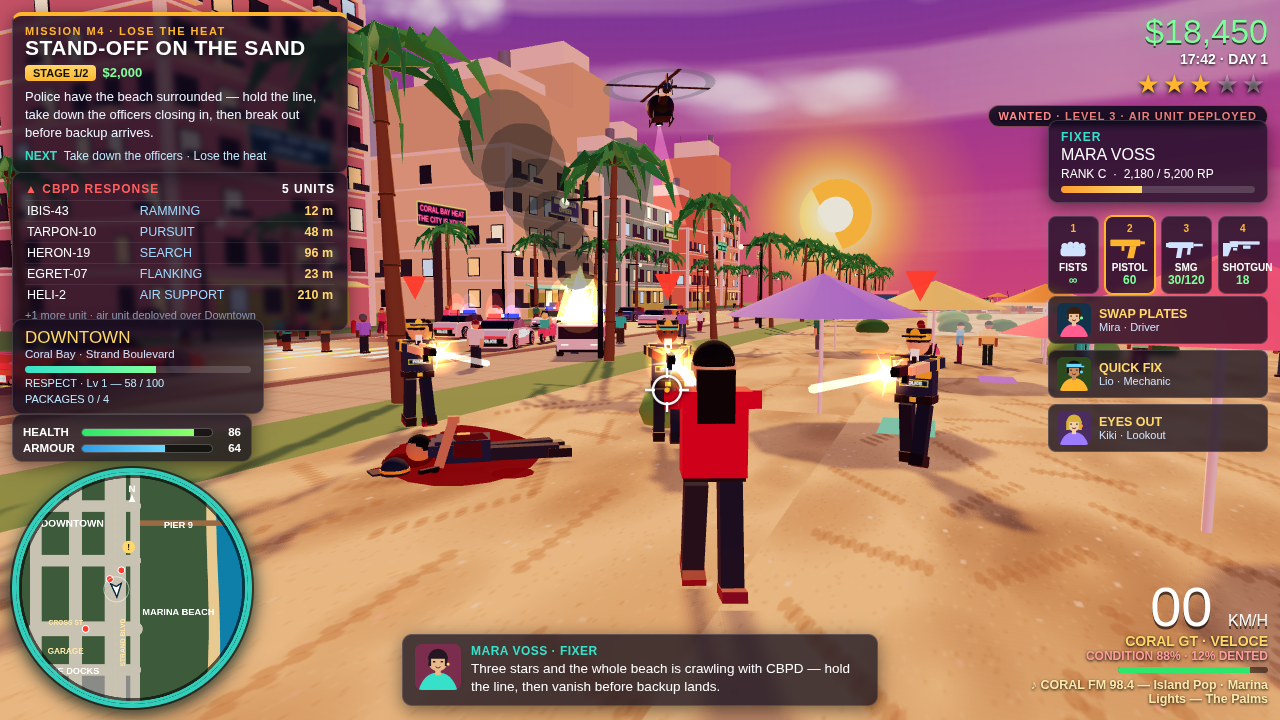 MISSION M4 · LOSE THE HEAT
STAND-OFF ON THE SAND
STAGE 1/2 $2,000
Police have the beach surrounded — hold the line,
take down the officers closing in, then break out
before backup arrives.
NEXT Take down the officers · Lose the heat
▲ CBPD RESPONSE 5 UNITS
IBIS-43 RAMMING 12 m
TARPON-10 PURSUIT 48 m
HERON-19 SEARCH 96 m
EGRET-07 FLANKING 23 m
HELI-2 AIR SUPPORT 210 m
+1 more unit · air unit deployed over Downtown
DOWNTOWN
Coral Bay · Strand Boulevard
RESPECT · Lv 1 — 58 / 100
PACKAGES 0 / 4
HEALTH 86
ARMOUR 64
N
DOWNTOWN
PIER 9
!
MARINA BEACH
CROSS ST
STRAND BLVD
GARAGE
E DOCKS
CORAL BAY HEAT
THE CITY IS YOURS
$18,450
17:42 · DAY 1
WANTED · LEVEL 3 · AIR UNIT DEPLOYED
FIXER
MARA VOSS
RANK C · 2,180 / 5,200 RP
1 2 3 4
FISTS PISTOL SMG SHOTGUN
∞ 60 30/120 18
SWAP PLATES
Mira · Driver
QUICK FIX
Lio · Mechanic
EYES OUT
Kiki · Lookout
MARA VOSS · FIXER
Three stars and the whole beach is crawling with CBPD — hold
the line, then vanish before backup lands.
00 KM/H
CORAL GT · VELOCE
CONDITION 88% · 12% DENTED
♪ CORAL FM 98.4 — Island Pop · Marina
Lights — The Palms